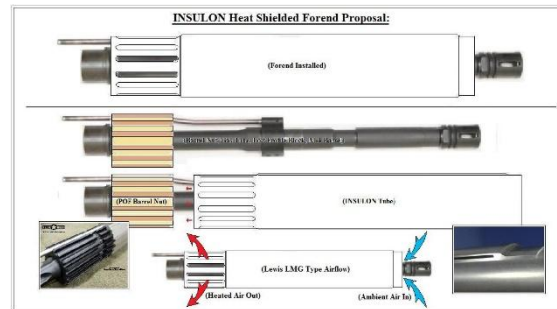 INSULON Heat Shielded Forend Proposal:
(Forend Installed)
(POF Barrel Nut)
(INSULON Tube)
(Lewis LMG Type Airflow)
(Heated Air Out)
(Ambient Air In)